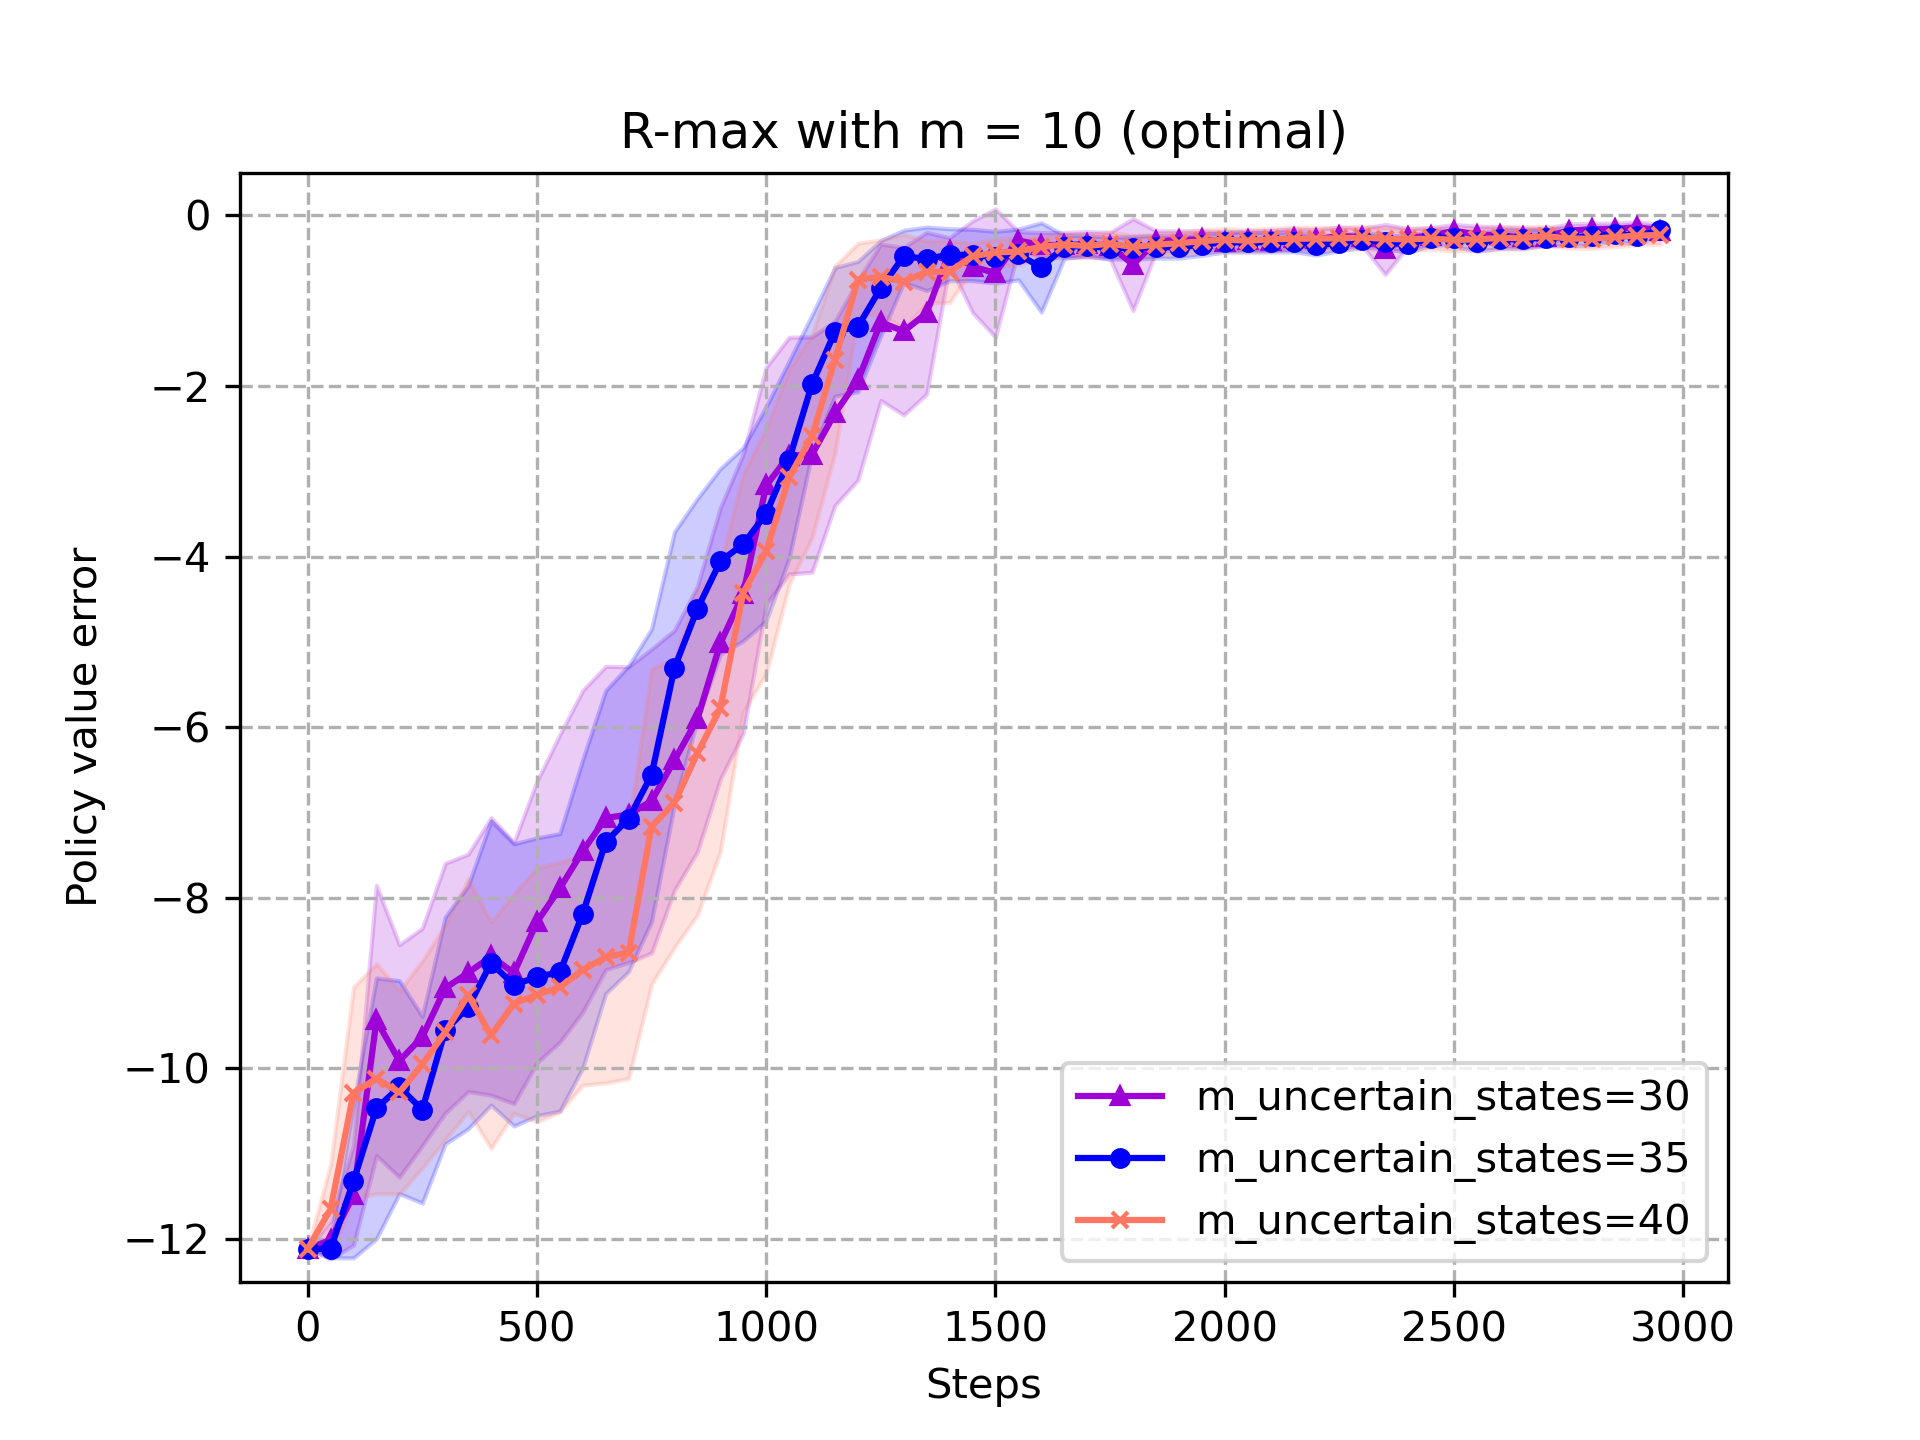 R-max with m = 10 (optimal)
Policy value error
0
−2
−4
−6
−8
−10
−12
m_uncertain_states=30
m_uncertain_states=35
m_uncertain_states=40
0 500 1000 1500 2000 2500 3000
Steps